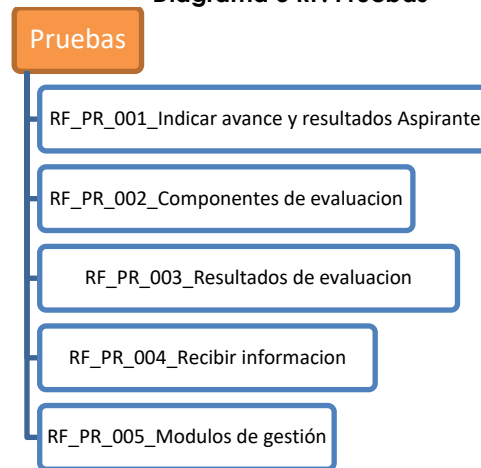 Pruebas
RF_PR_001_Indicar avance y resultados Aspirante
RF_PR_002_Componentes de evaluacion
RF_PR_003_Resultados de evaluacion
RF_PR_004_Recibir informacion
RF_PR_005_Modulos de gestión